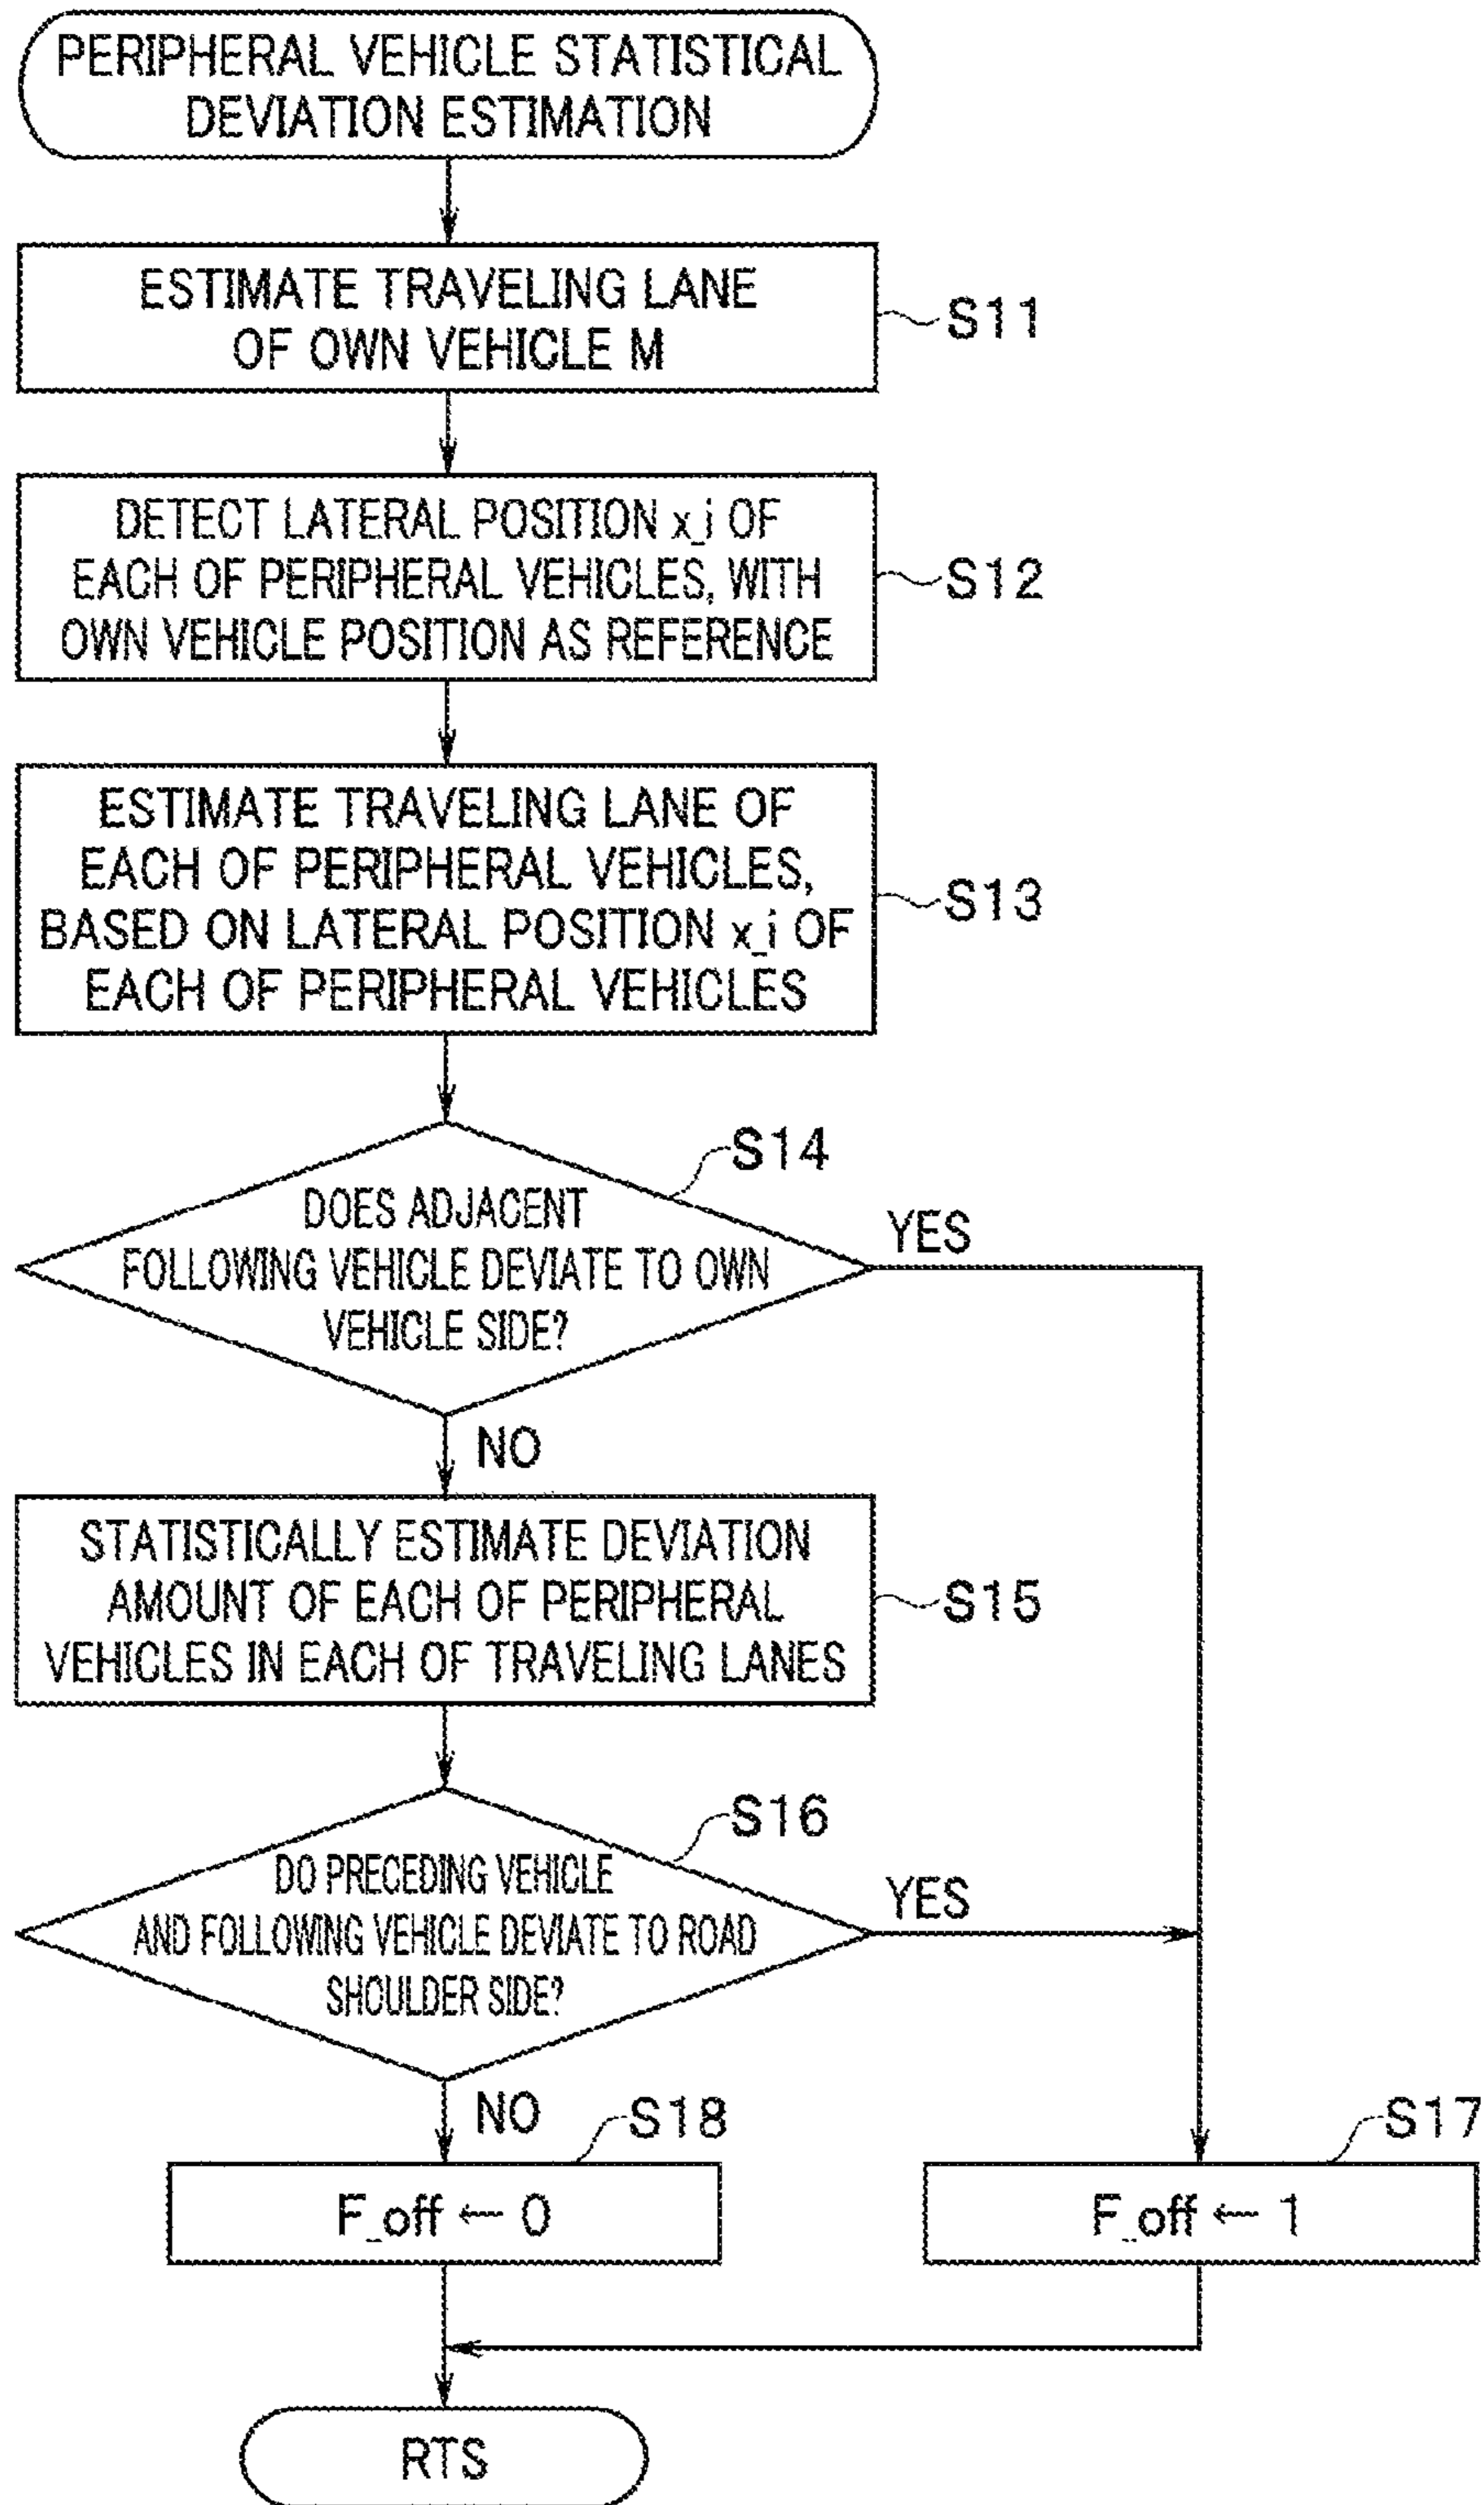 PERIPHERAL VEHICLE STATISTICAL
DEVIATION ESTIMATION
ESTIMATE TRAVELING LANE
OF OWN VEHICLE M
S11
DETECT LATERAL POSITION x_i OF
EACH OF PERIPHERAL VEHICLES, WITH
OWN VEHICLE POSITION AS REFERENCE
S12
ESTIMATE TRAVELING LANE OF
EACH OF PERIPHERAL VEHICLES,
BASED ON LATERAL POSITION x_i OF
EACH OF PERIPHERAL VEHICLES
S13
S14
DOES ADJACENT
FOLLOWING VEHICLE DEVIATE TO OWN
VEHICLE SIDE?
YES
NO
STATISTICALLY ESTIMATE DEVIATION
AMOUNT OF EACH OF PERIPHERAL
VEHICLES IN EACH OF TRAVELING LANES
S15
S16
DO PRECEDING VEHICLE
AND FOLLOWING VEHICLE DEVIATE TO ROAD
SHOULDER SIDE?
YES
NO
S18
F_off ← 0
S17
F_off ← 1
RTS